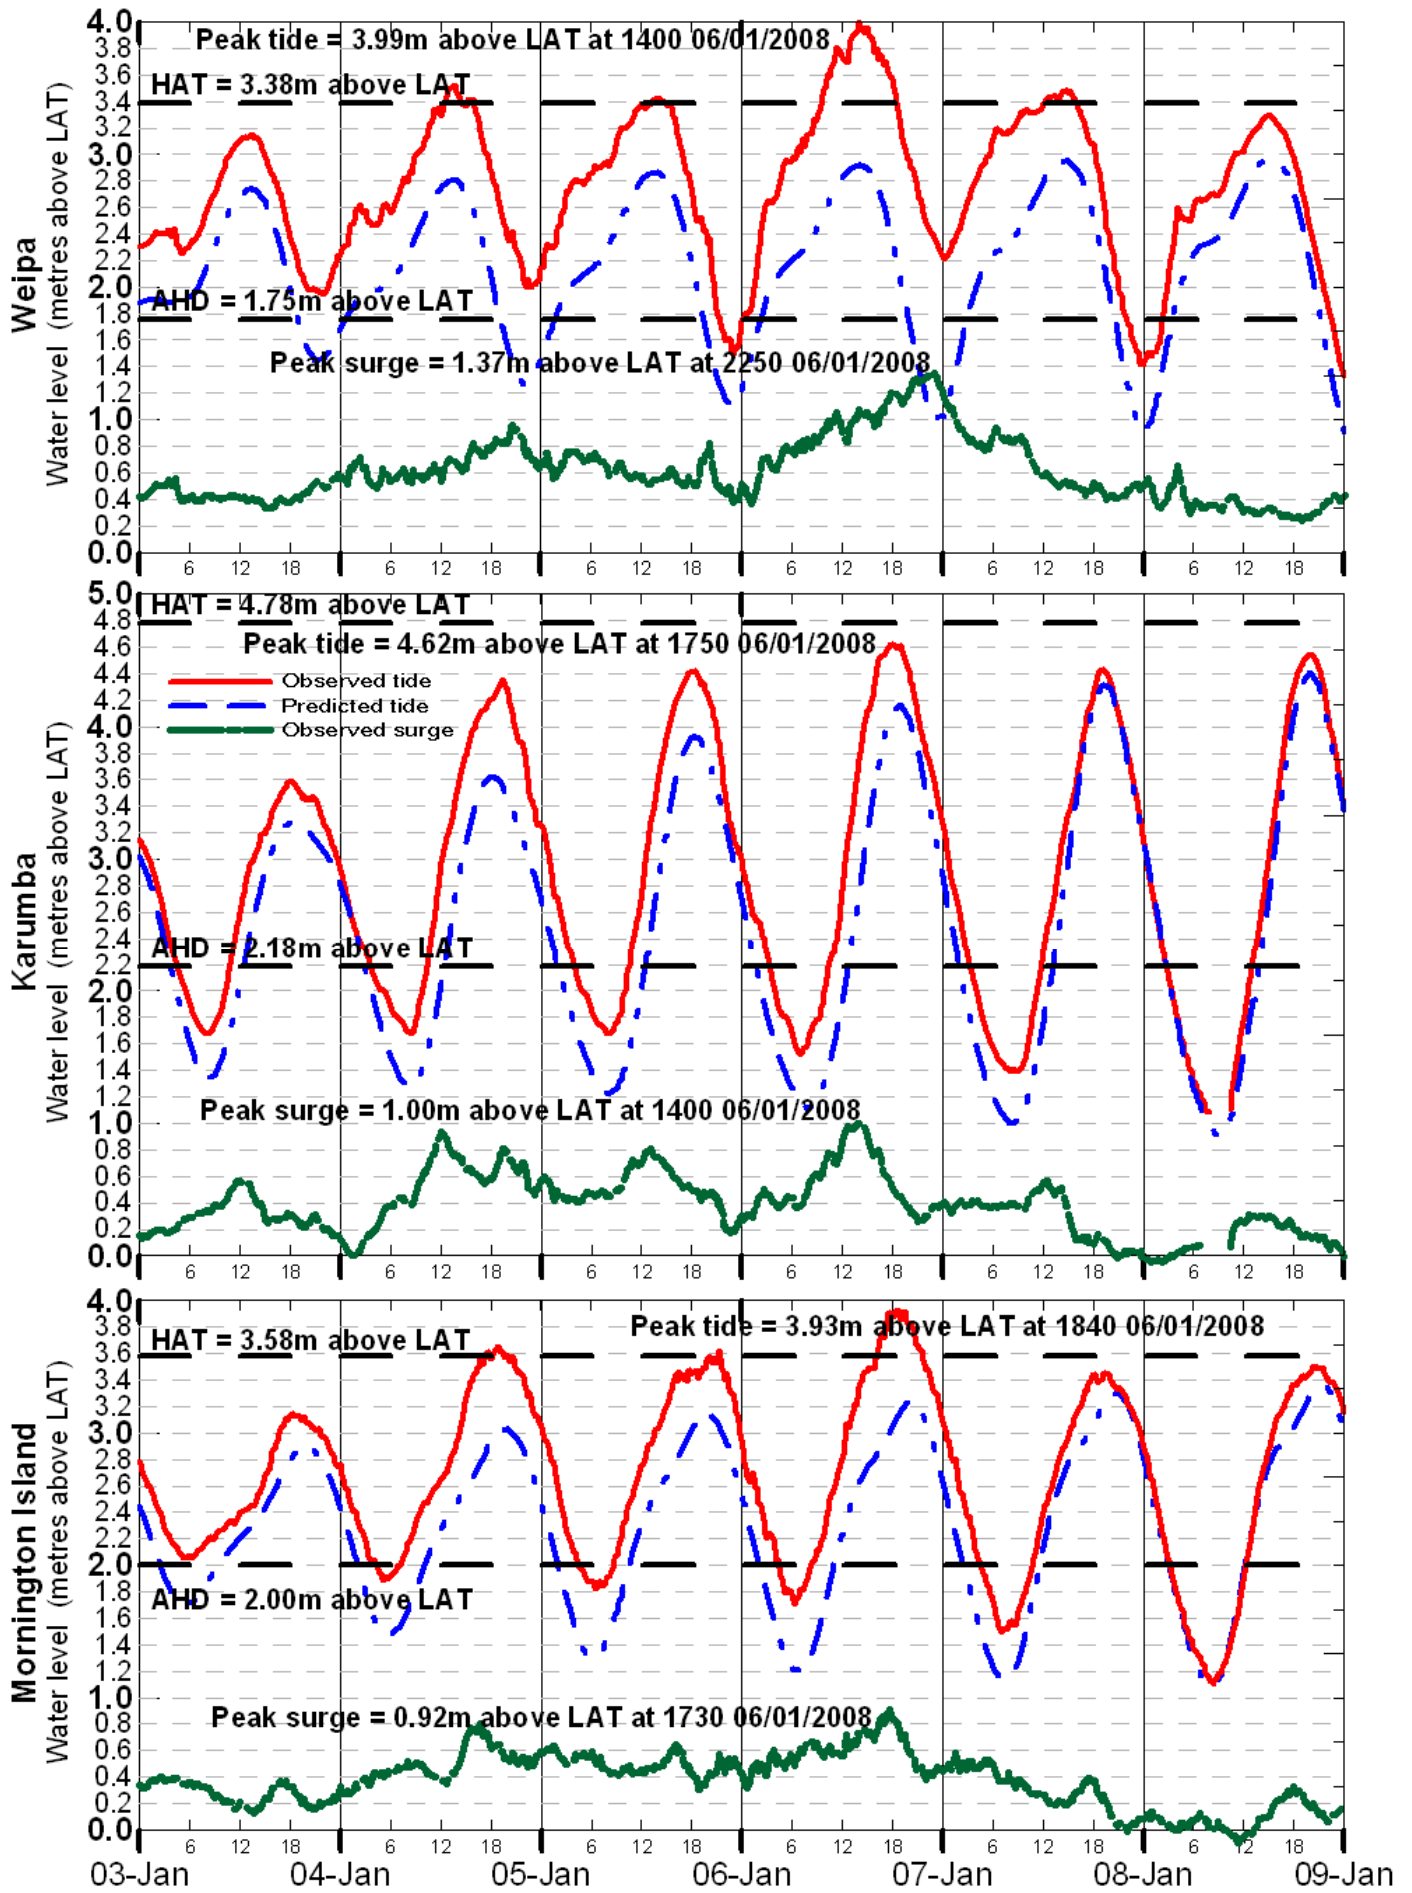 4.0
Peak tide = 3.99m above LAT at 1400 06/01/2008
3.8
3.6
HAT = 3.38m above LAT
3.4
3.2
3.0
2.8
2.6
2.4
2.2
2.0
AHD = 1.75m above LAT
1.8
1.6
Peak surge = 1.37m above LAT at 2250 06/01/2008
1.4
1.2
1.0
0.8
0.6
0.4
0.2
0.0
Weipa
Water level (metres above LAT)
6 12 18 6 12 18 6 12 18 6 12 18 6 12 18 6 12 18
5.0
HAT = 4.78m above LAT
4.8
Peak tide = 4.62m above LAT at 1750 06/01/2008
4.6
4.4
Observed tide
Predicted tide
Observed surge
4.2
4.0
3.8
3.6
3.4
3.2
3.0
2.8
2.6
2.4
AHD = 2.18m above LAT
2.2
2.0
1.8
1.6
1.4
1.2
Peak surge = 1.00m above LAT at 1400 06/01/2008
1.0
0.8
0.6
0.4
0.2
0.0
Karumba
Water level (metres above LAT)
6 12 18 6 12 18 6 12 18 6 12 18 6 12 18 6 12 18
4.0
3.8
Peak tide = 3.93m above LAT at 1840 06/01/2008
HAT = 3.58m above LAT
3.6
3.4
3.2
3.0
2.8
2.6
2.4
2.2
2.0
1.8
AHD = 2.00m above LAT
1.6
1.4
1.2
1.0
Peak surge = 0.92m above LAT at 1730 06/01/2008
0.8
0.6
0.4
0.2
0.0
Mornington Island
Water level (metres above LAT)
6 12 18 6 12 18 6 12 18 6 12 18 6 12 18 6 12 18
03-Jan 04-Jan 05-Jan 06-Jan 07-Jan 08-Jan 09-Jan